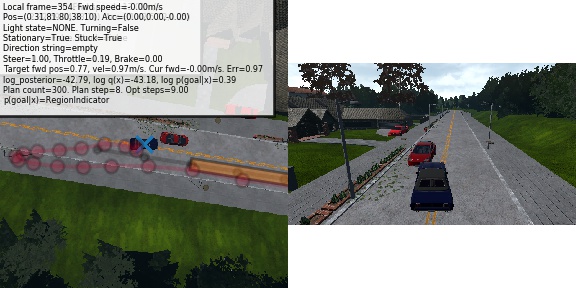 Local frame=354. Fwd speed=-0.00m/s
Pos=(0.31,81.80,38.10). Acc=(0.00,0.00,-0.00)
Light state=NONE. Turning=False
Stationary=True. Stuck=True
Direction string=empty
Steer=1.00, Throttle=0.19, Brake=0.00
Target fwd pos=0.77, vel=0.97m/s. Cur fwd=-0.00m/s. Err=0.97
log_posterior=-42.79, log q(x)=-43.18, log p(goal|x)=0.39
Plan count=300. Plan step=8. Opt steps=9.00
p(goal|x)=RegionIndicator